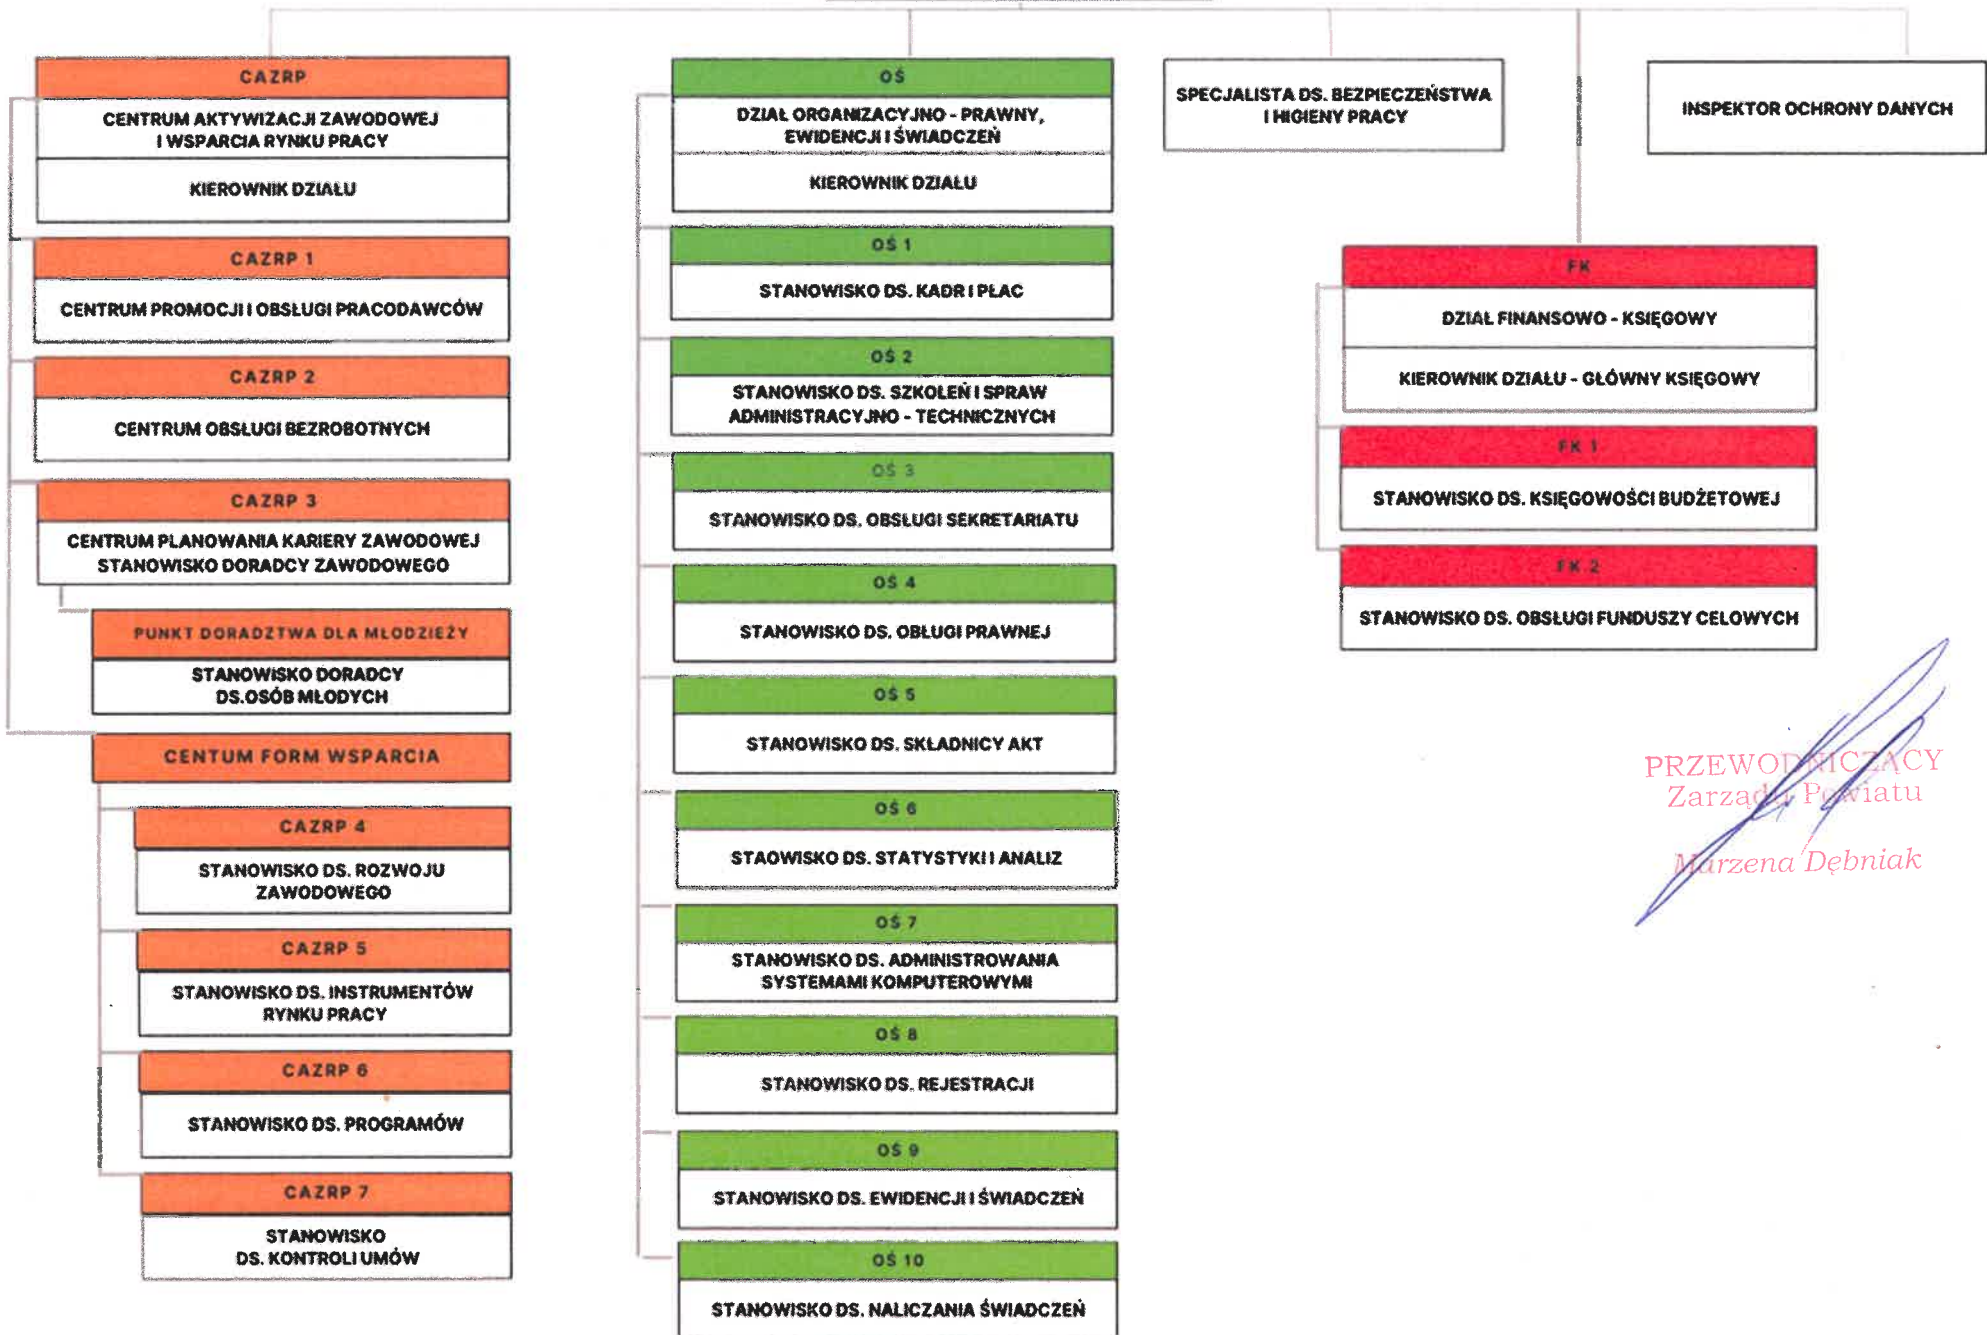 CAZRP
CENTRUM AKTYWIZACJI ZAWODOWEJ
I WSPARCIA RYNKU PRACY
KIEROWNIK DZIAŁU
CAZRP 1
CENTRUM PROMOCJI I OBSŁUGI PRACODAWCÓW
CAZRP 2
CENTRUM OBSŁUGI BEZROBOTNYCH
CAZRP 3
CENTRUM PLANOWANIA KARIERY ZAWODOWEJ
STANOWISKO DORADCY ZAWODOWEGO
PUNKT DORADZTWA DLA MŁODZIEŻY
STANOWISKO DORADCY
DS.OSÓB MŁODYCH
CENTUM FORM WSPARCIA
CAZRP 4
STANOWISKO DS. ROZWOJU
ZAWODOWEGO
CAZRP 5
STANOWISKO DS. INSTRUMENTÓW
RYNKU PRACY
CAZRP 6
STANOWISKO DS. PROGRAMÓW
CAZRP 7
STANOWISKO
DS. KONTROLI UMÓW
OŚ
DZIAŁ ORGANIZACYJNO - PRAWNY,
EWIDENCJI I ŚWIADCZEŃ
KIEROWNIK DZIAŁU
OŚ 1
STANOWISKO DS. KADR I PŁAC
OŚ 2
STANOWISKO DS. SZKOLEŃ I SPRAW
ADMINISTRACYJNO - TECHNICZNYCH
OŚ 3
STANOWISKO DS. OBSŁUGI SEKRETARIATU
OŚ 4
STANOWISKO DS. OBŁUGI PRAWNEJ
OŚ 5
STANOWISKO DS. SKŁADNICY AKT
OŚ 6
STAOWISKO DS. STATYSTYKI I ANALIZ
OŚ 7
STANOWISKO DS. ADMINISTROWANIA
SYSTEMAMI KOMPUTEROWYMI
OŚ 8
STANOWISKO DS. REJESTRACJI
OŚ 9
STANOWISKO DS. EWIDENCJI I ŚWIADCZEŃ
OŚ 10
STANOWISKO DS. NALICZANIA ŚWIADCZEŃ
SPECJALISTA DS. BEZPIECZEŃSTWA
I HIGIENY PRACY
INSPEKTOR OCHRONY DANYCH
FK
DZIAŁ FINANSOWO - KSIĘGOWY
KIEROWNIK DZIAŁU - GŁÓWNY KSIĘGOWY
FK 1
STANOWISKO DS. KSIĘGOWOŚCI BUDŻETOWEJ
FK 2
STANOWISKO DS. OBSŁUGI FUNDUSZY CELOWYCH
PRZEWODNICZĄCY
Zarządu Powiatu
Marzena Dębniak